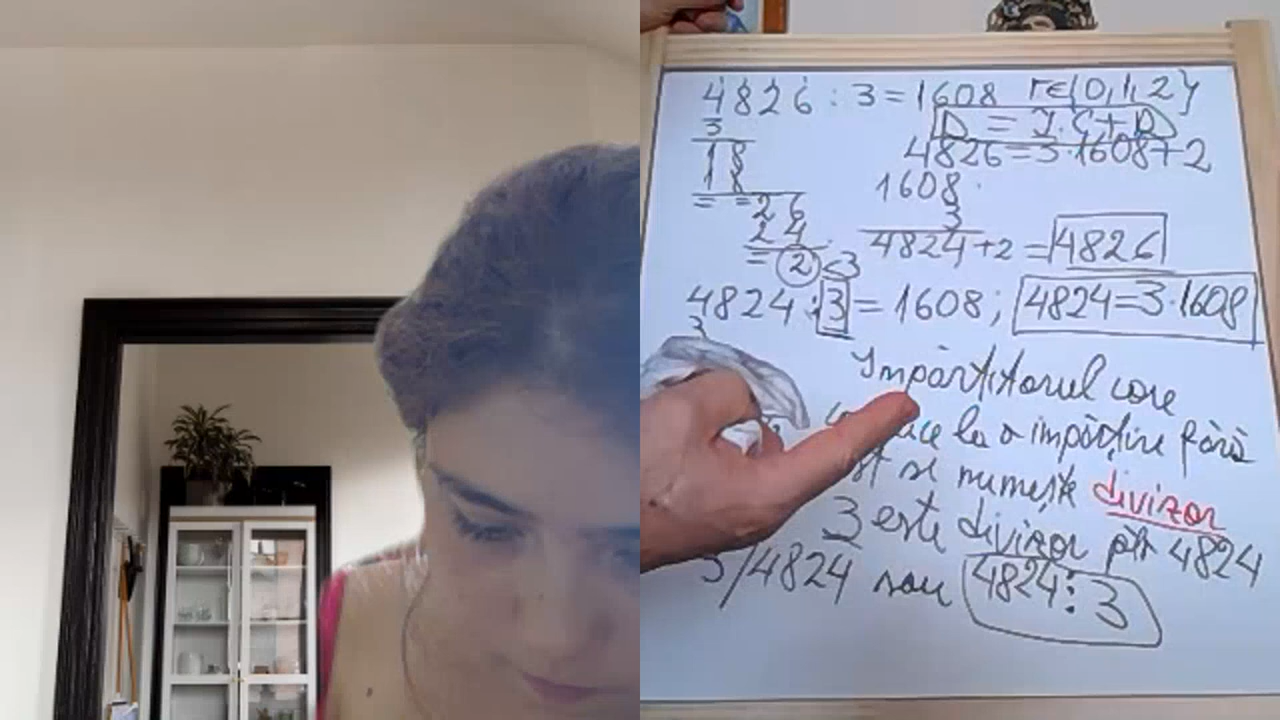 4826 : 3 = 1608 r∈{0,1,2}
3
D = Î·C+R
18
4826=3·1608+2
18
1608·
= = 26
3
24
4824+2 = 4826
= 2 <3
4824 : 3 = 1608; 4824=3·1608
3
Împărțitorul care
la o împărțire fără
se numește divizor
3 este divizor ptr 4824
3/4824 sau 4824⋮3